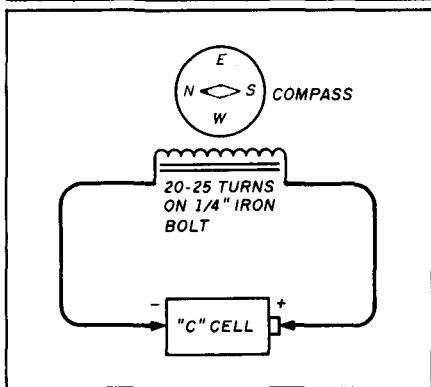 E
N S COMPASS
W
20-25 TURNS
ON 1/4" IRON
BOLT
- +
"C" CELL